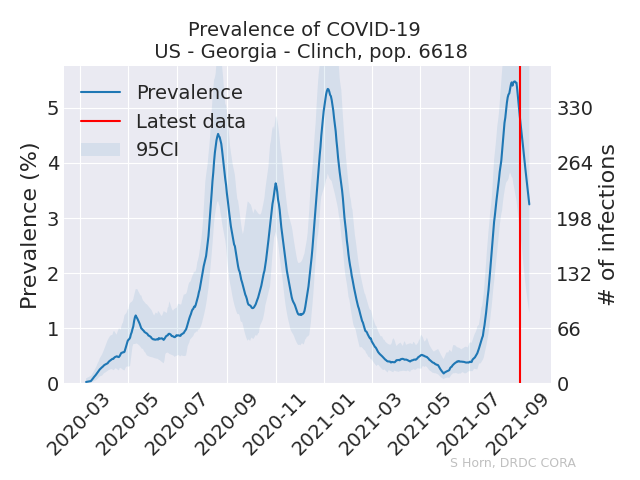 Prevalence of COVID-19
US - Georgia - Clinch, pop. 6618
Prevalence
Latest data
95CI
Prevalence (%)
5
4
3
2
1
0
330
264
198
132
66
0
# of infections
2020-03
2020-05
2020-07
2020-09
2020-11
2021-01
2021-03
2021-05
2021-07
2021-09
S Horn, DRDC CORA